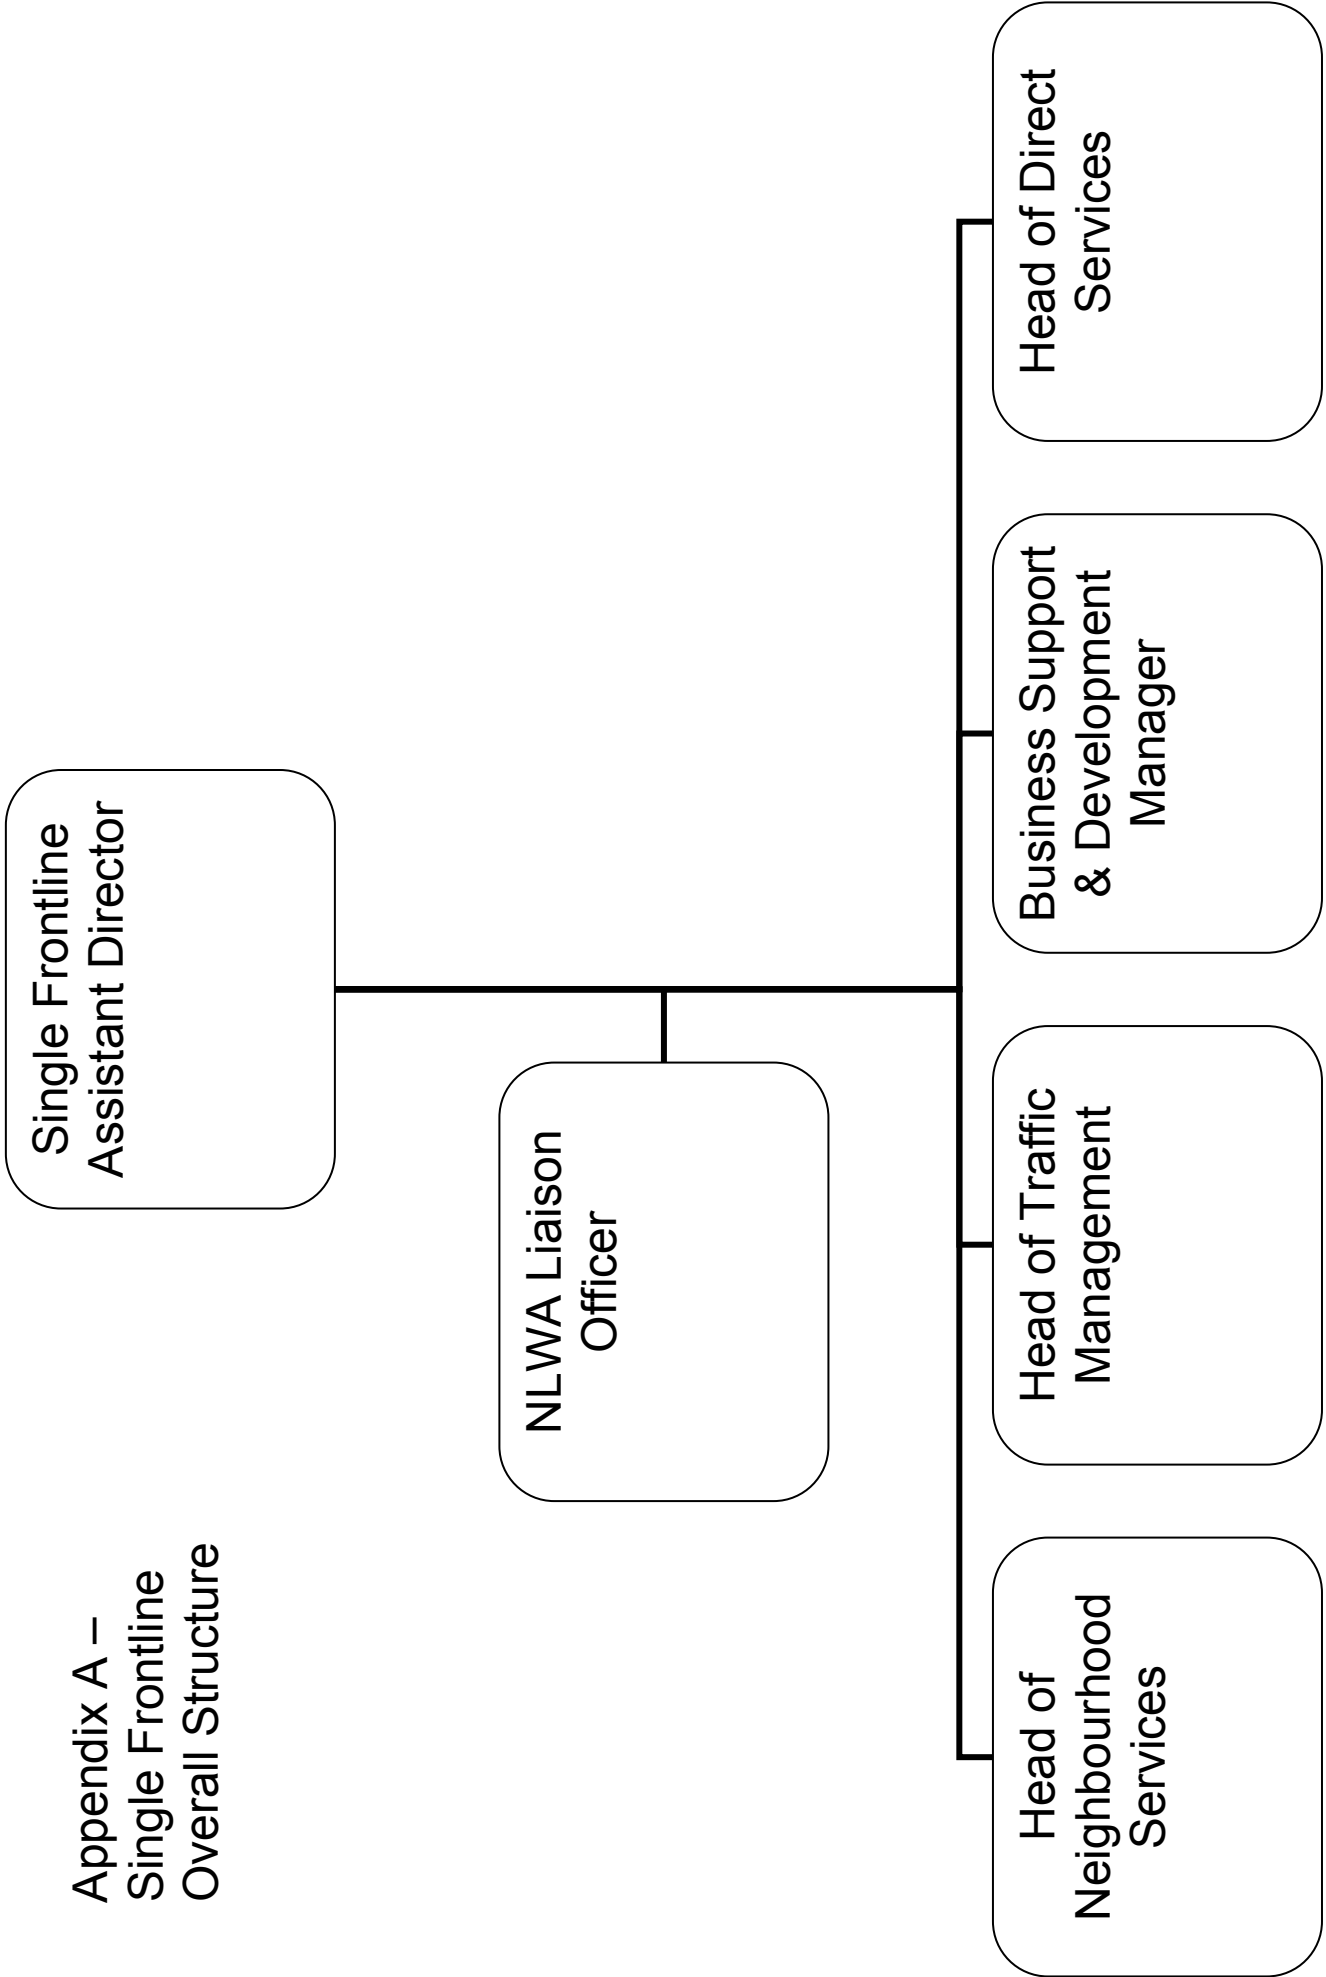 Appendix A –
Single Frontline
Overall Structure
Single Frontline
Assistant Director
NLWA Liaison
Officer
Head of
Neighbourhood
Services
Head of Traffic
Management
Business Support
& Development
Manager
Head of Direct
Services